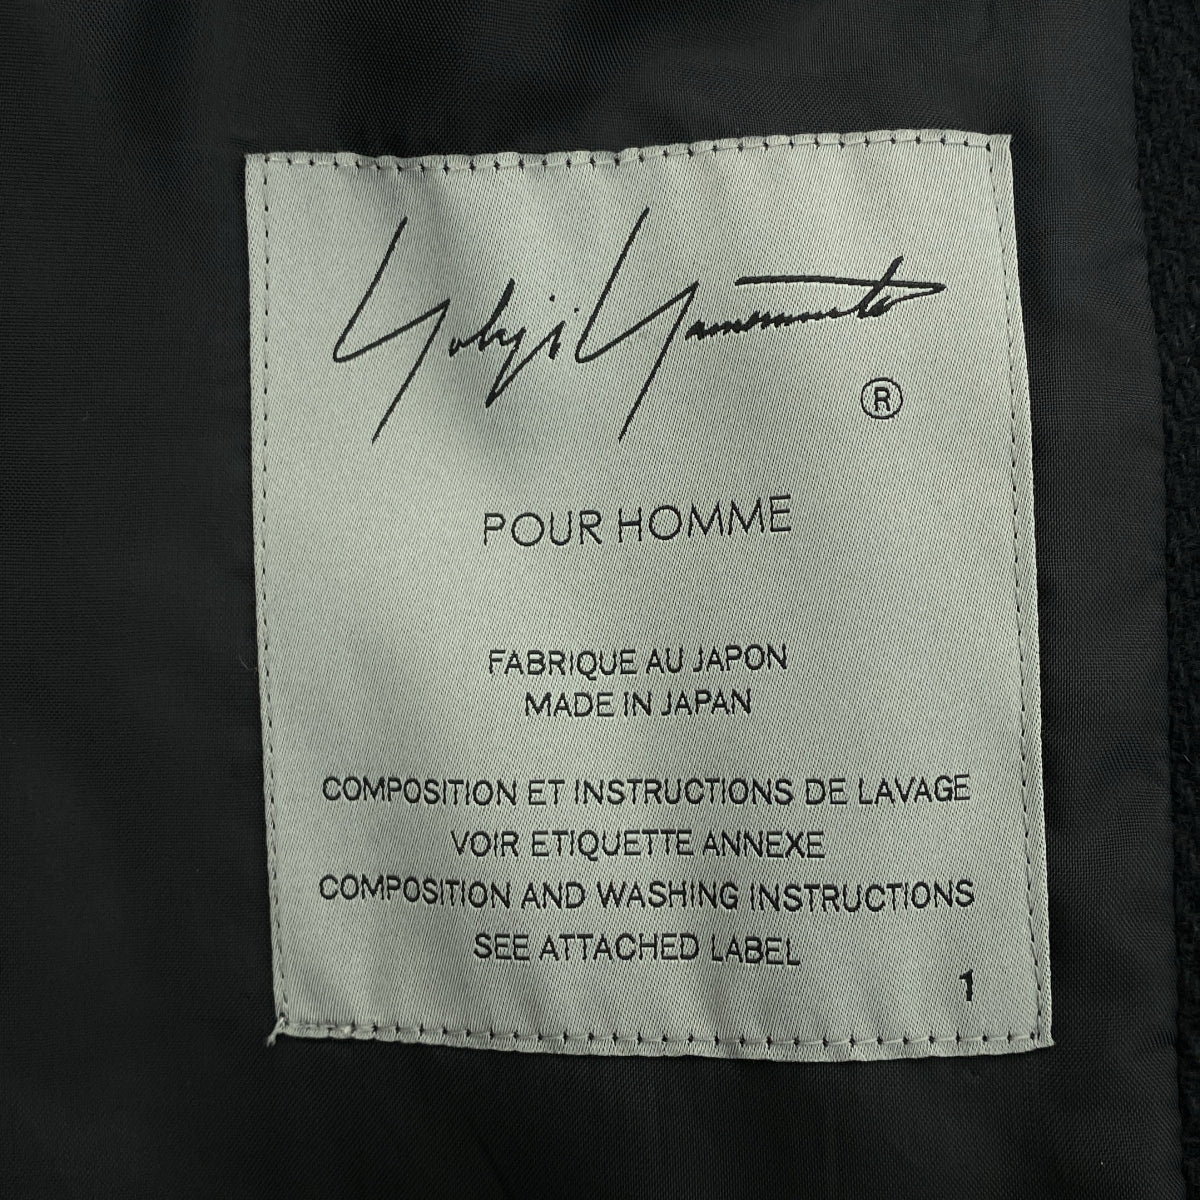 Yohji Yamamoto
®
POUR HOMME
FABRIQUE AU JAPON
MADE IN JAPAN
COMPOSITION ET INSTRUCTIONS DE LAVAGE
VOIR ETIQUETTE ANNEXE
COMPOSITION AND WASHING INSTRUCTIONS
SEE ATTACHED LABEL
1